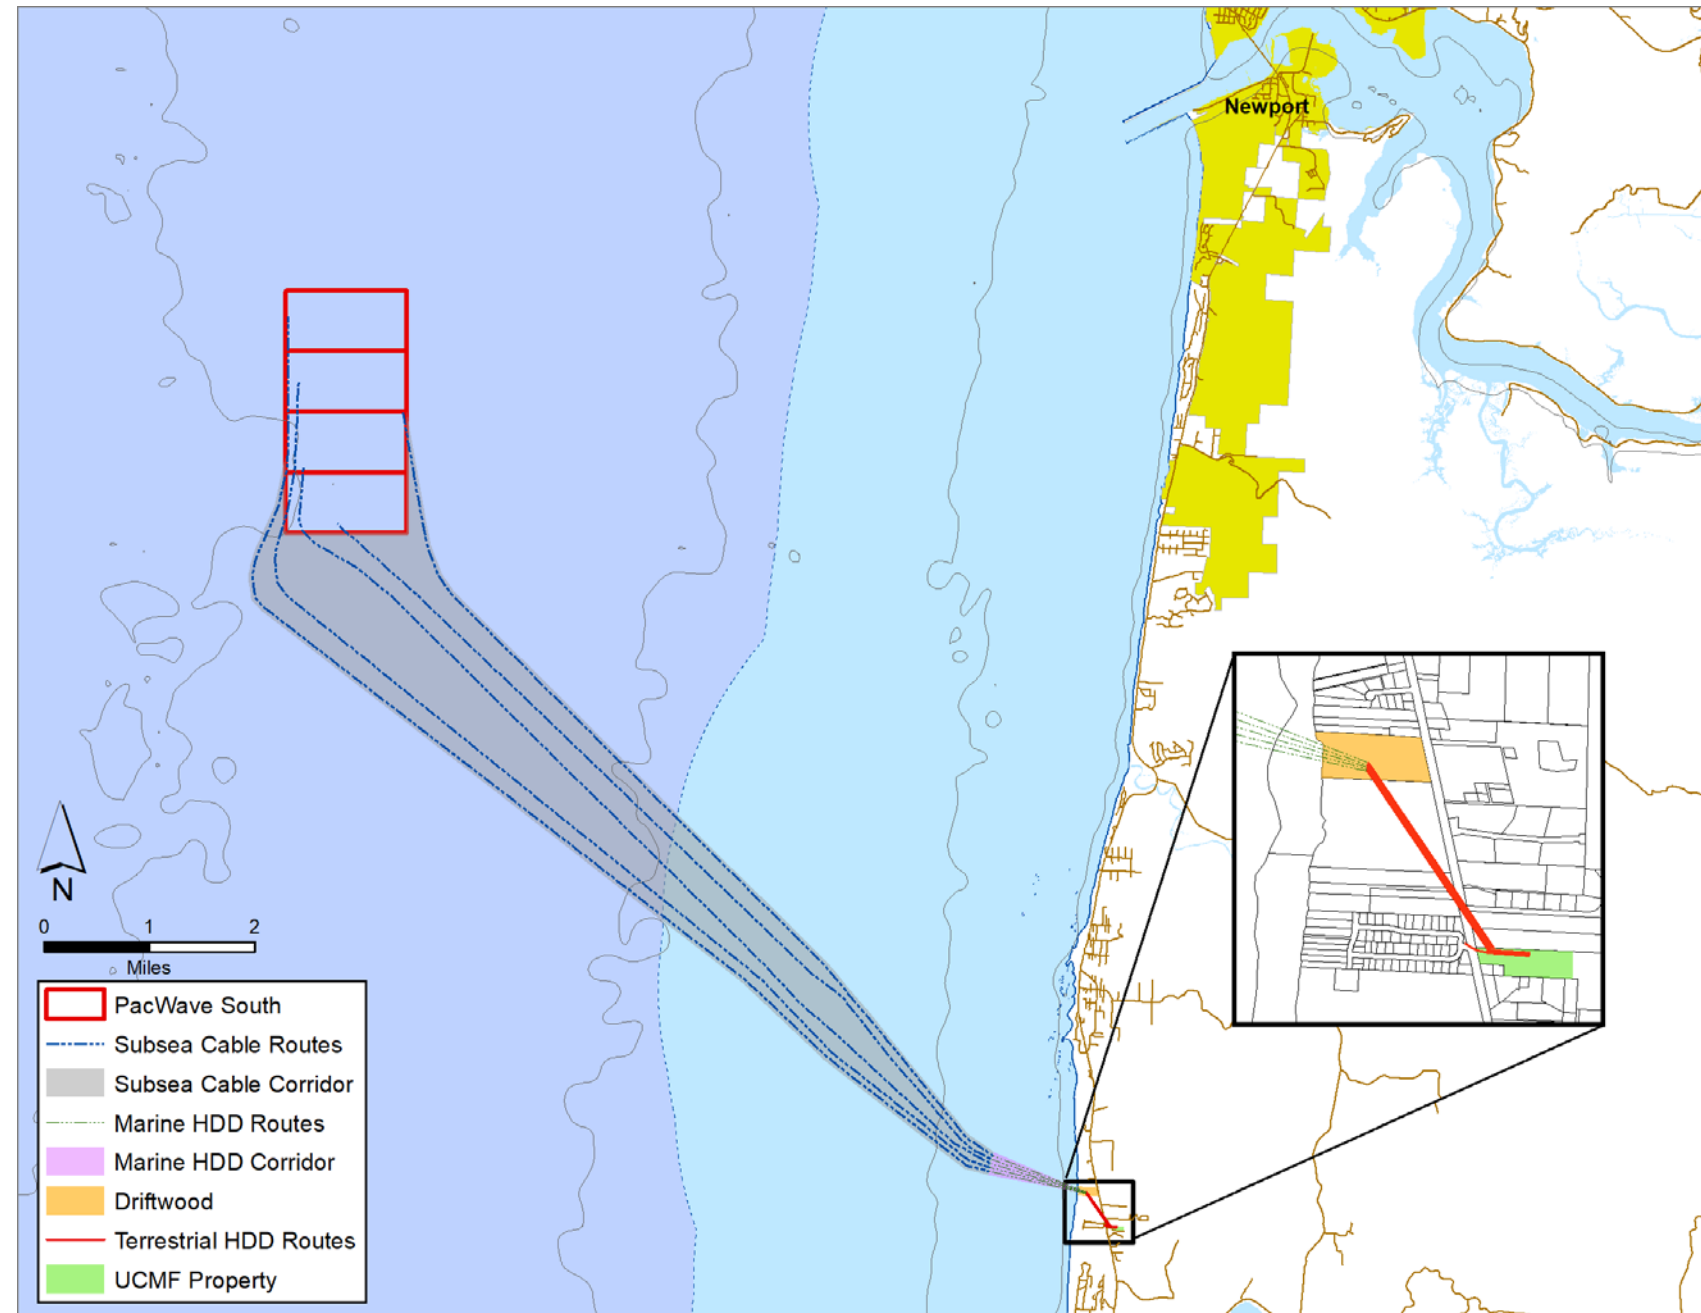 Newport
N
0 1 2
Miles
PacWave South
Subsea Cable Routes
Subsea Cable Corridor
Marine HDD Routes
Marine HDD Corridor
Driftwood
Terrestrial HDD Routes
UCMF Property